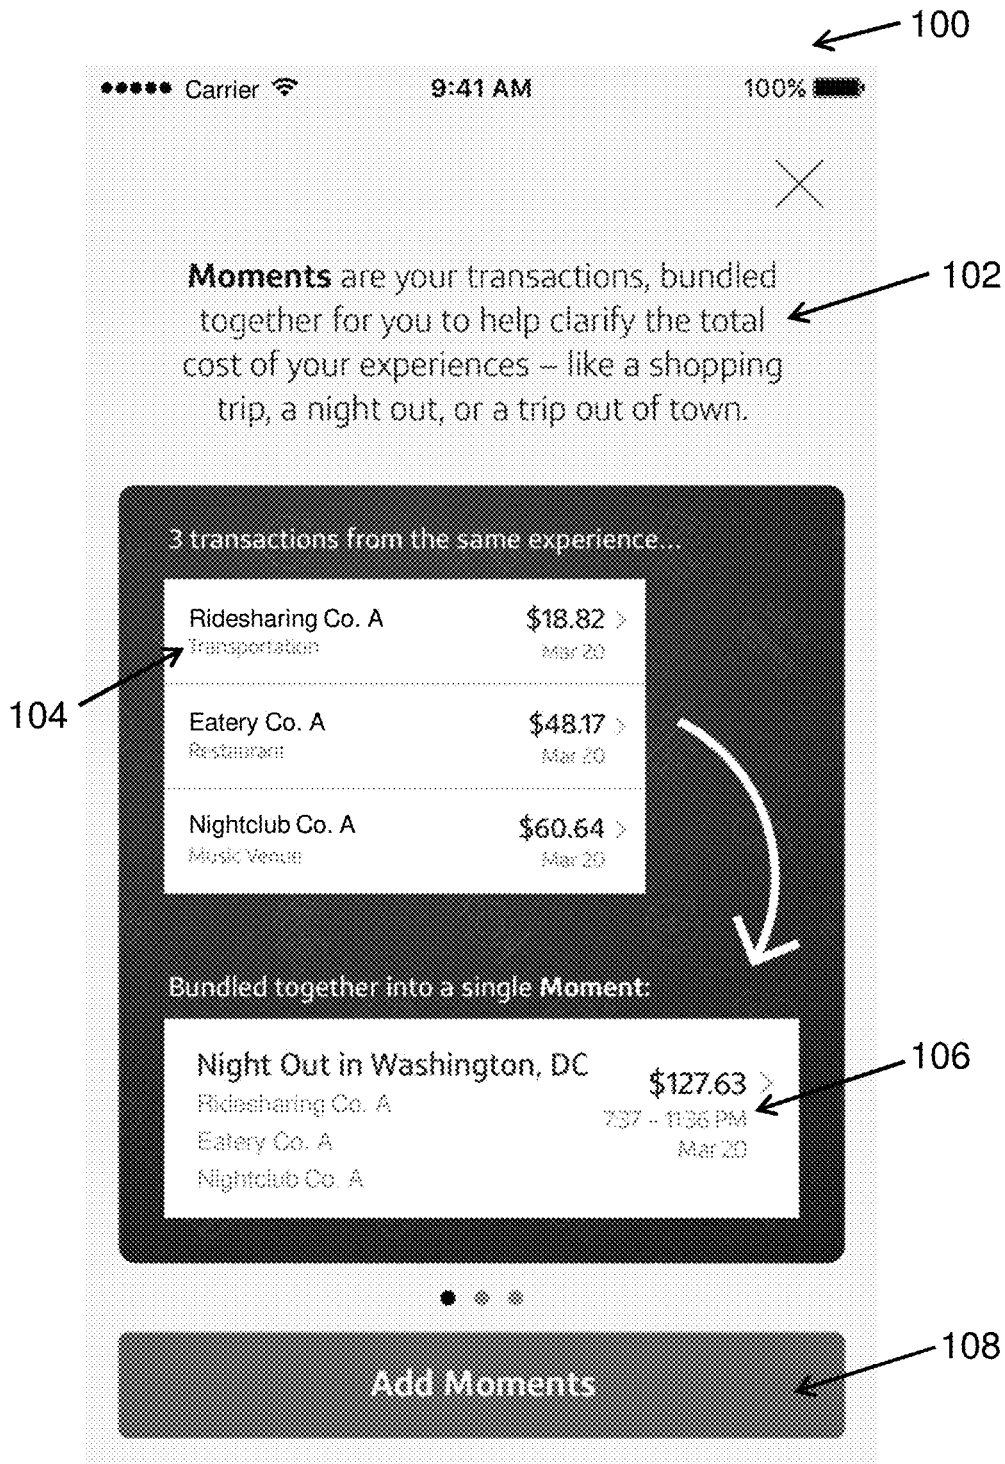 100
Carrier 9:41 AM 100%
Moments are your transactions, bundled
together for you to help clarify the total
cost of your experiences – like a shopping
trip, a night out, or a trip out of town.
102
3 transactions from the same experience...
Ridesharing Co. A $18.82 >
Transportation Mar 20
104
Eatery Co. A $48.17 >
Restaurant Mar 20
Nightclub Co. A $60.64 >
Music Venue Mar 20
Bundled together into a single Moment:
Night Out in Washington, DC
$127.63 >
106
Ridesharing Co. A
7:37 – 11:36 PM
Eatery Co. A
Mar 20
Nightclub Co. A
Add Moments
108